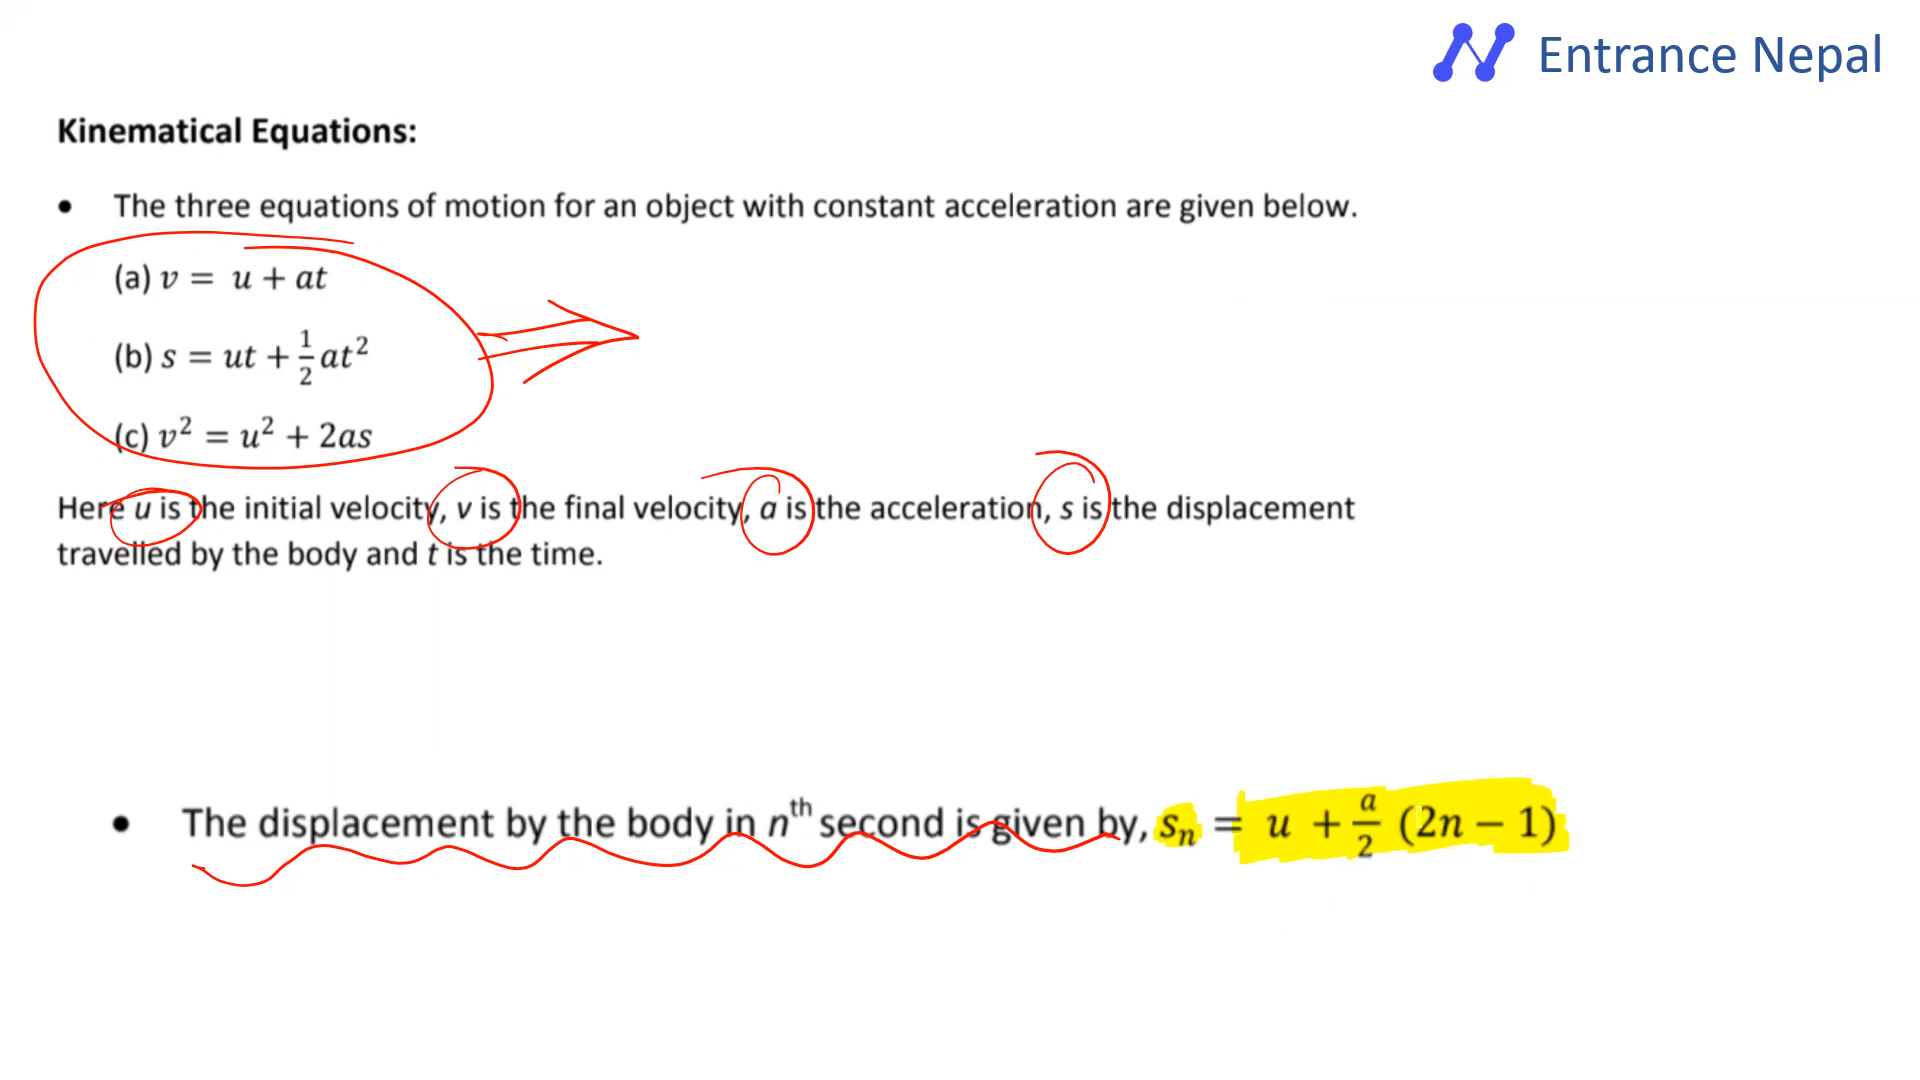 Entrance Nepal
Kinematical Equations:
• The three equations of motion for an object with constant acceleration are given below.
(a) v = u + at
(b) s = ut + ½at²
(c) v² = u² + 2as
Here u is the initial velocity, v is the final velocity, a is the acceleration, s is the displacement
travelled by the body and t is the time.
• The displacement by the body in nᵗʰ second is given by, sₙ = u + a/2 (2n − 1)